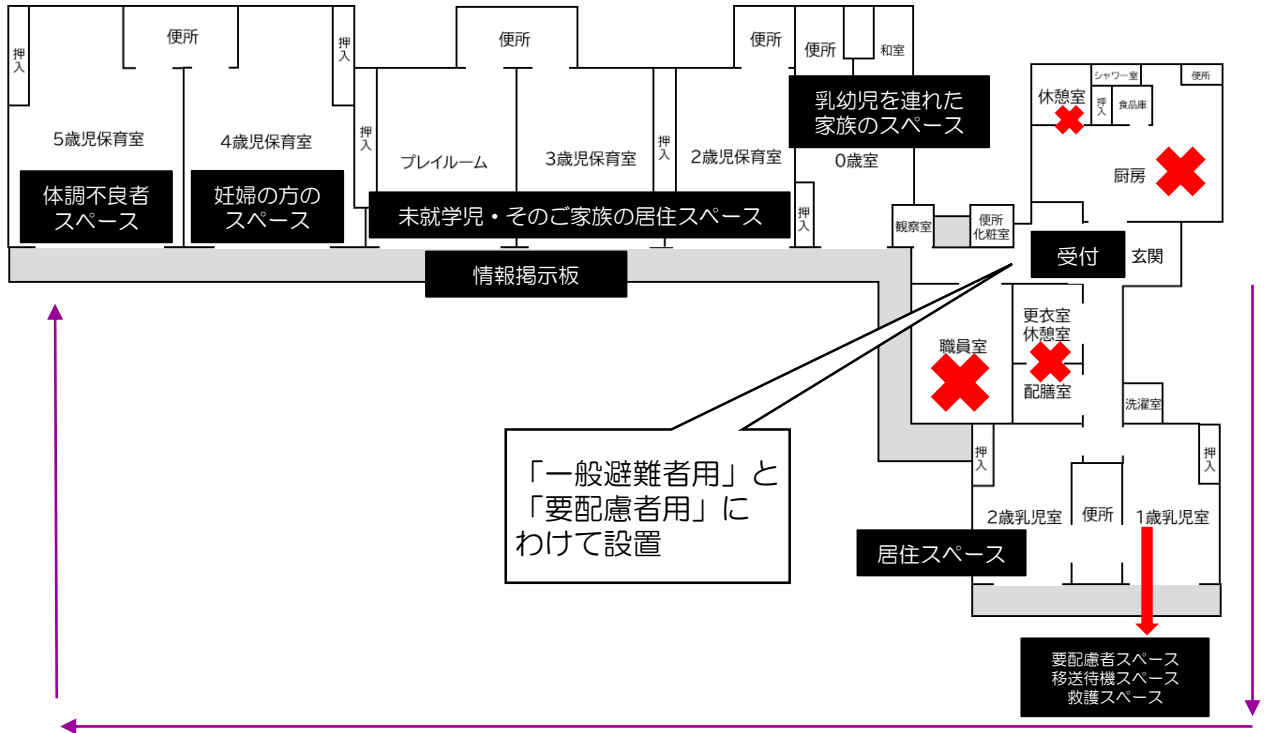 押入
便所
押入
便所
便所
便所
和室
休憩室
シャワー室
便所
押入
食品庫
厨房
5歳児保育室
4歳児保育室
押入
プレイルーム
3歳児保育室
押入
2歳児保育室
0歳室
押入
乳幼児を連れた
家族のスペース
体調不良者
スペース
妊婦の方の
スペース
未就学児・そのご家族の居住スペース
観察室
便所
化粧室
受付
玄関
情報掲示板
職員室
更衣室
休憩室
配膳室
洗濯室
「一般避難者用」と
「要配慮者用」に
わけて設置
押入
押入
2歳乳児室
便所
1歳乳児室
居住スペース
要配慮者スペース
移送待機スペース
救護スペース